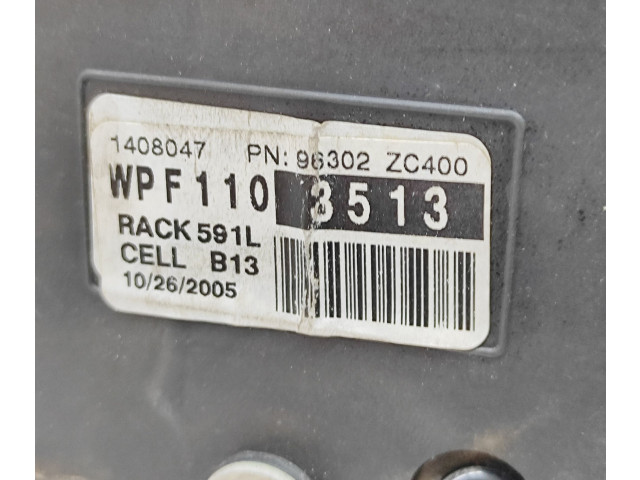 1408047 PN: 96302 ZC400
WPF110 3513
RACK 591L
CELL B13
10/26/2005